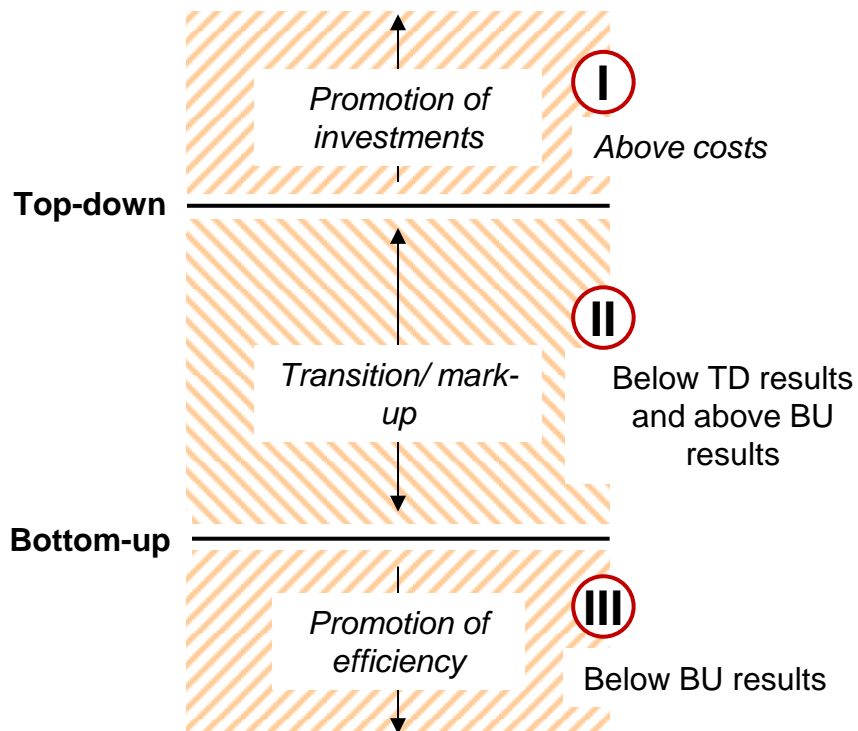 I
Promotion of
investments
Above costs
Top-down
II
Transition/ mark-
up
Below TD results
and above BU
results
Bottom-up
III
Promotion of
efficiency
Below BU results